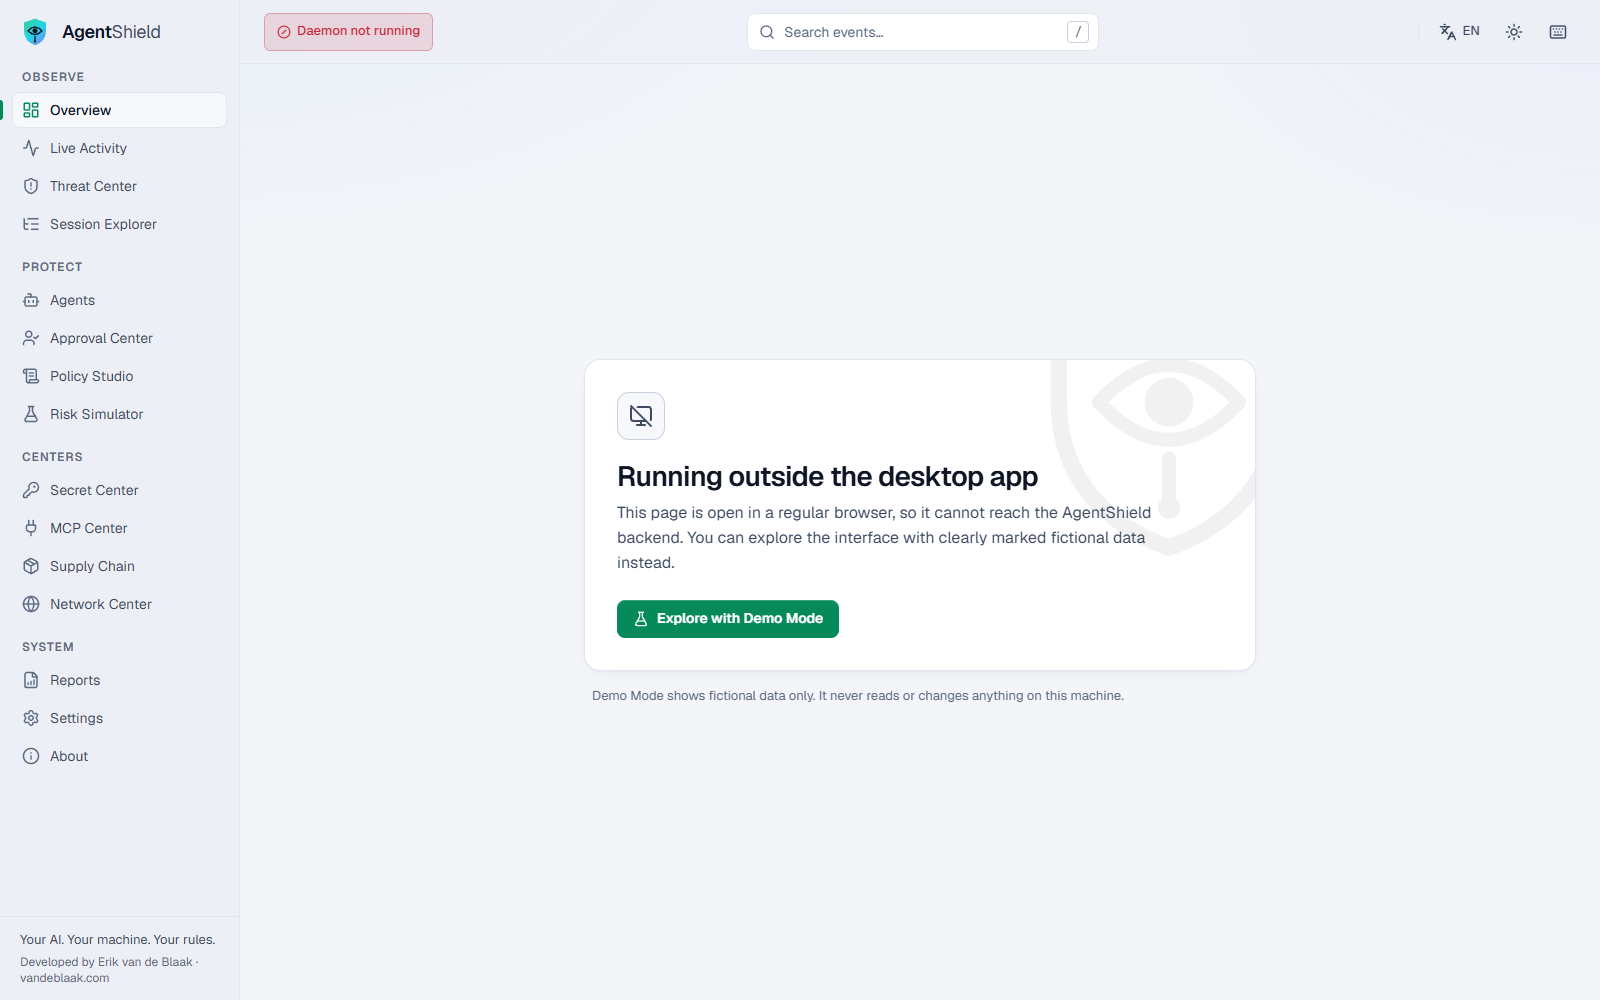 AgentShield
Daemon not running
Search events...
/
EN
OBSERVE
Overview
Live Activity
Threat Center
Session Explorer
PROTECT
Agents
Approval Center
Policy Studio
Risk Simulator
CENTERS
Secret Center
MCP Center
Supply Chain
Network Center
SYSTEM
Reports
Settings
About
Running outside the desktop app
This page is open in a regular browser, so it cannot reach the AgentShield
backend. You can explore the interface with clearly marked fictional data
instead.
Explore with Demo Mode
Demo Mode shows fictional data only. It never reads or changes anything on this machine.
Your AI. Your machine. Your rules.
Developed by Erik van de Blaak ·
vandeblaak.com